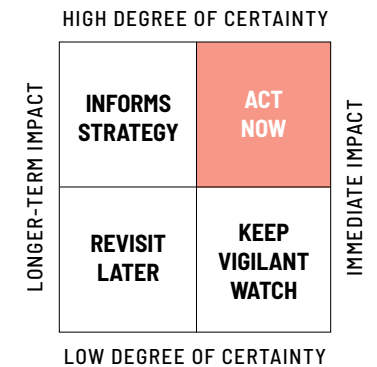 HIGH DEGREE OF CERTAINTY
LONGER-TERM IMPACT
INFORMS
STRATEGY
ACT
NOW
IMMEDIATE IMPACT
REVISIT
LATER
KEEP
VIGILANT
WATCH
LOW DEGREE OF CERTAINTY